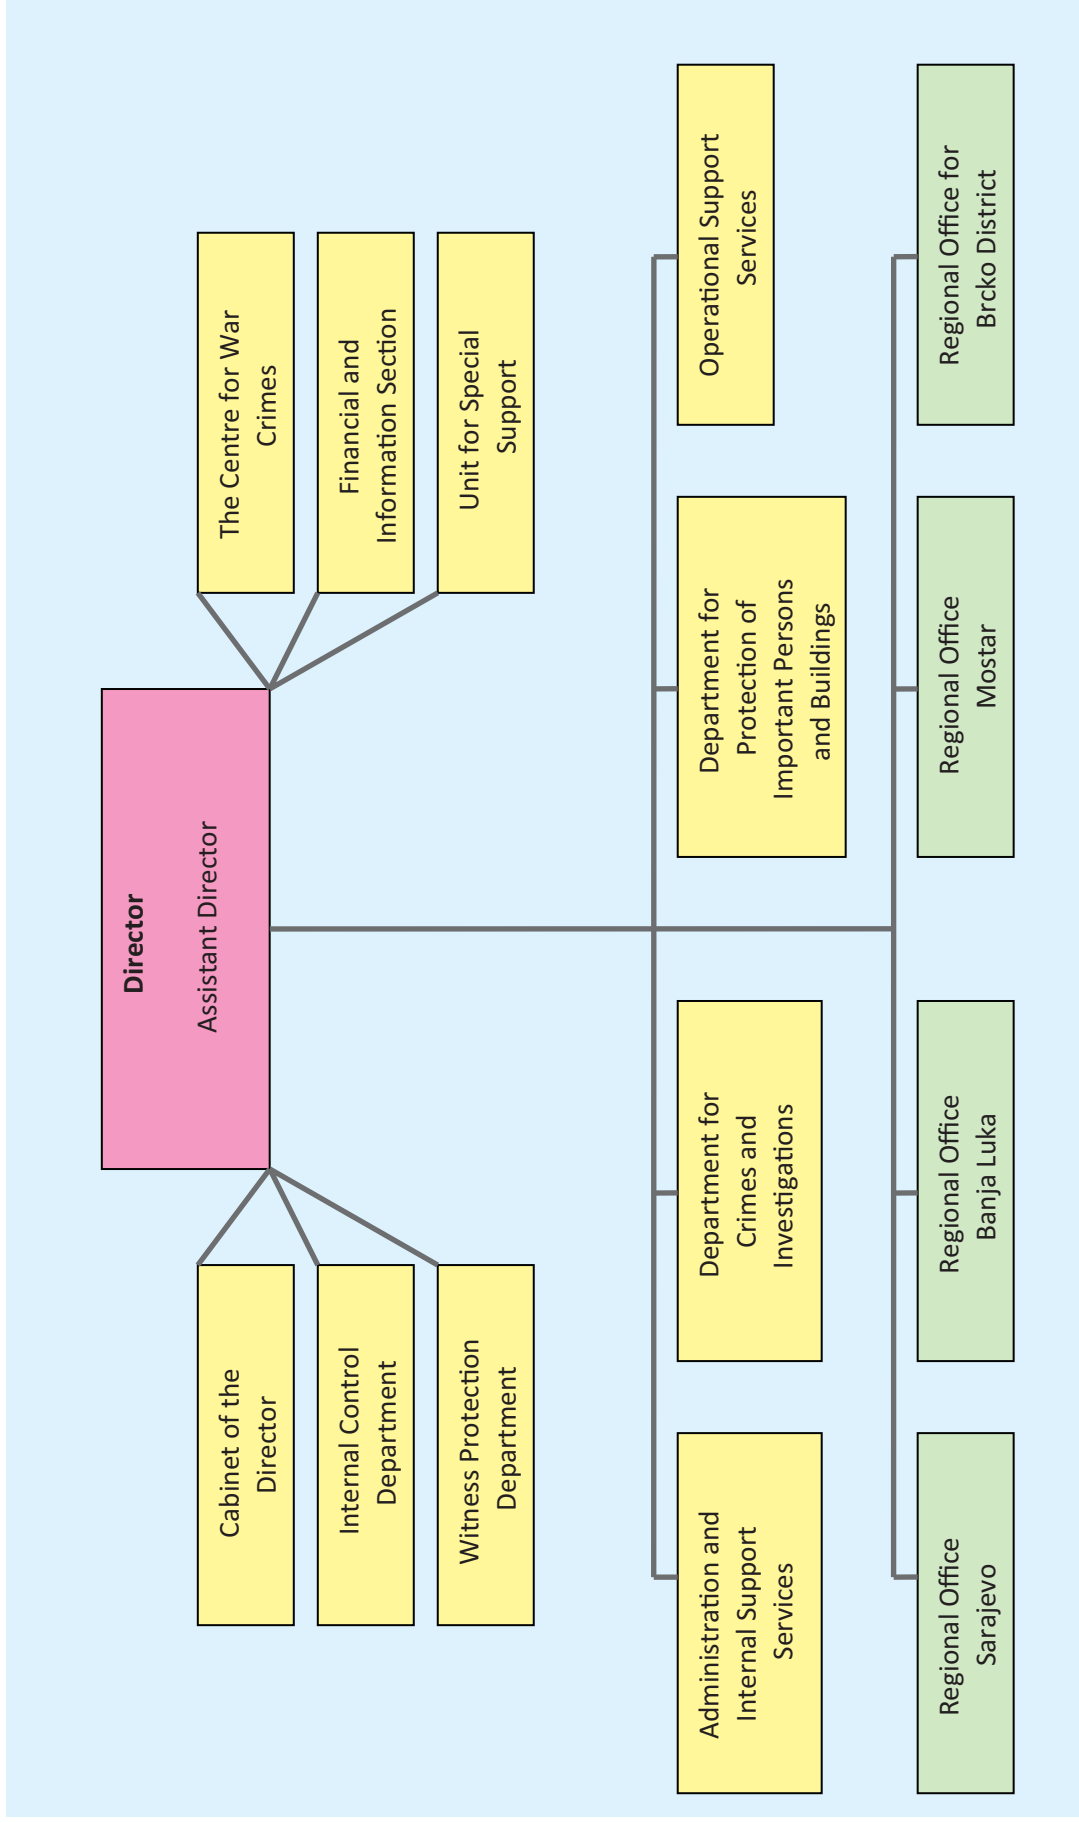 Director
Assistant Director
Cabinet of the
Director
Internal Control
Department
Witness Protection
Department
The Centre for War
Crimes
Financial and
Information Section
Unit for Special
Support
Administration and
Internal Support
Services
Department for
Crimes and
Investigations
Department for
Protection of
Important Persons
and Buildings
Operational Support
Services
Regional Office
Sarajevo
Regional Office
Banja Luka
Regional Office
Mostar
Regional Office for
Brcko District